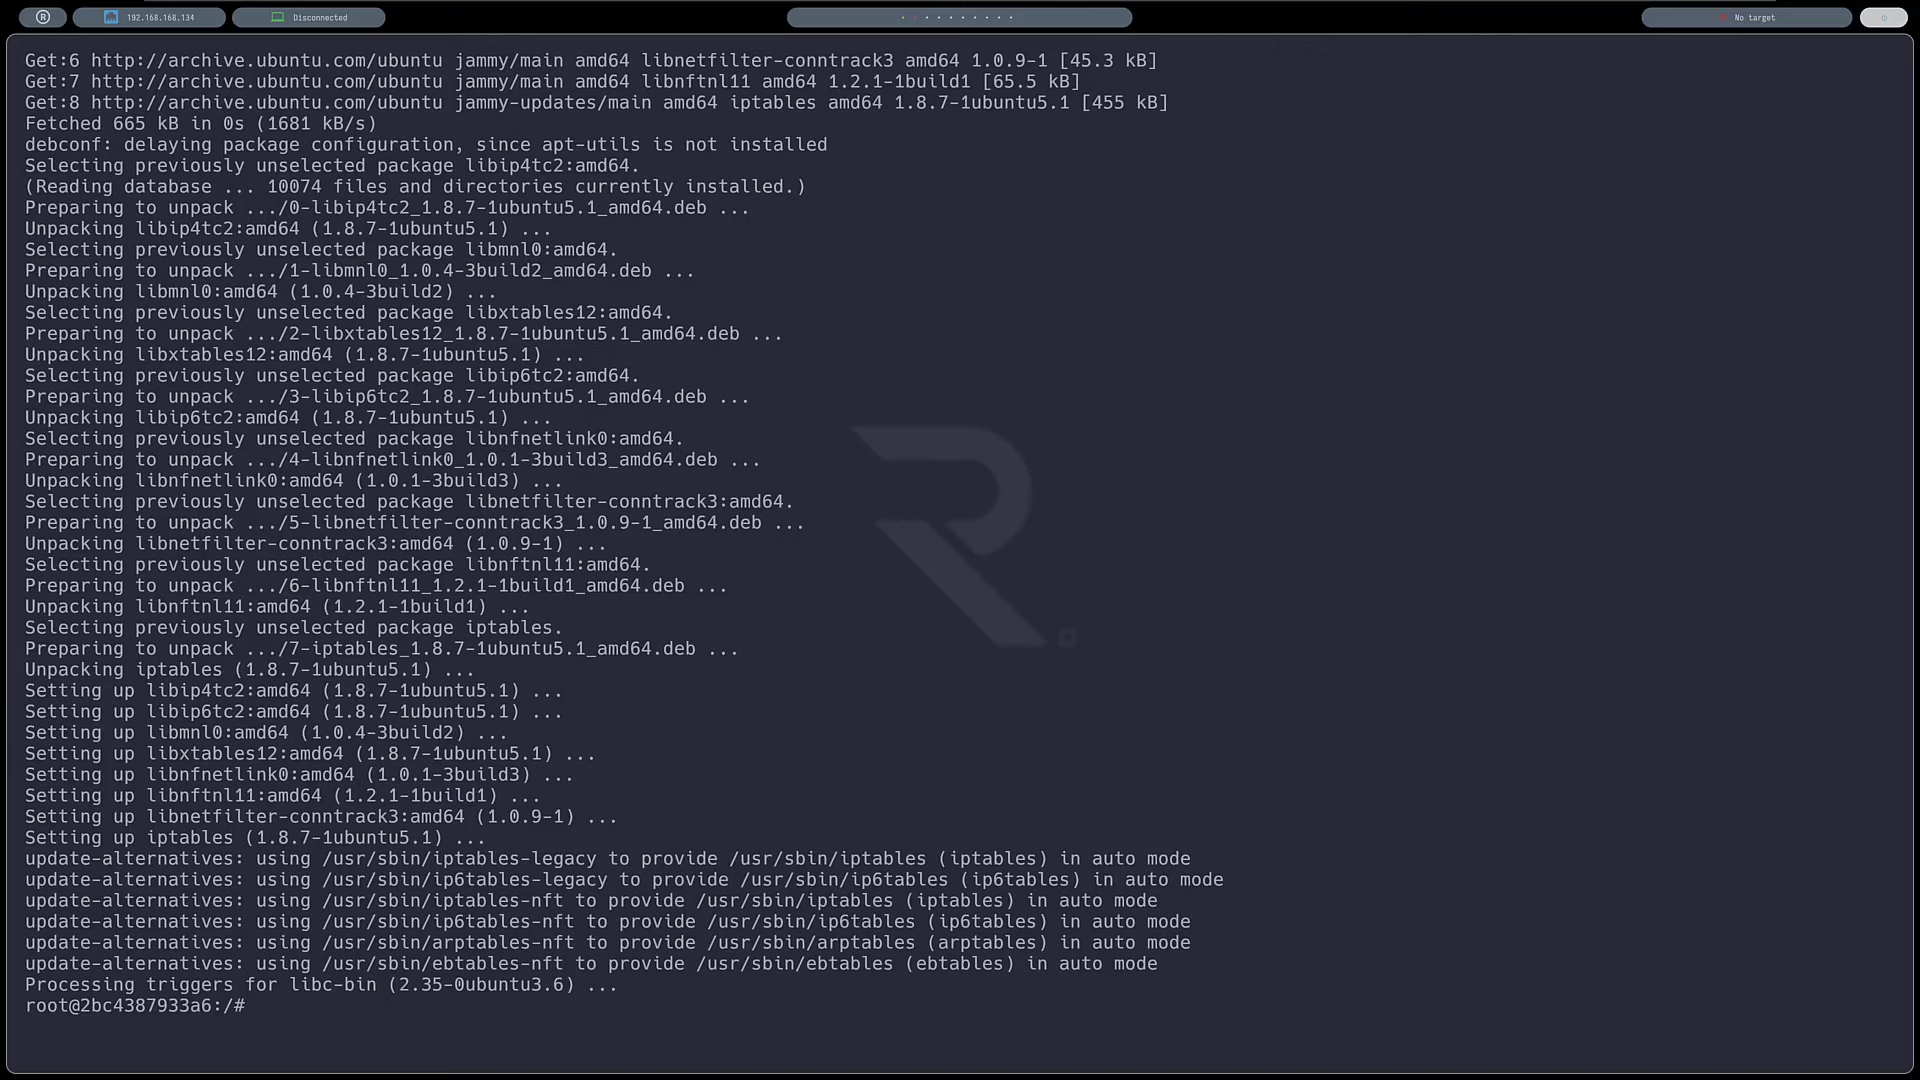 R 192.168.168.134 Disconnected No target
Get:6 http://archive.ubuntu.com/ubuntu jammy/main amd64 libnetfilter-conntrack3 amd64 1.0.9-1 [45.3 kB]
Get:7 http://archive.ubuntu.com/ubuntu jammy/main amd64 libnftnl11 amd64 1.2.1-1build1 [65.5 kB]
Get:8 http://archive.ubuntu.com/ubuntu jammy-updates/main amd64 iptables amd64 1.8.7-1ubuntu5.1 [455 kB]
Fetched 665 kB in 0s (1681 kB/s)
debconf: delaying package configuration, since apt-utils is not installed
Selecting previously unselected package libip4tc2:amd64.
(Reading database ... 10074 files and directories currently installed.)
Preparing to unpack .../0-libip4tc2_1.8.7-1ubuntu5.1_amd64.deb ...
Unpacking libip4tc2:amd64 (1.8.7-1ubuntu5.1) ...
Selecting previously unselected package libmnl0:amd64.
Preparing to unpack .../1-libmnl0_1.0.4-3build2_amd64.deb ...
Unpacking libmnl0:amd64 (1.0.4-3build2) ...
Selecting previously unselected package libxtables12:amd64.
Preparing to unpack .../2-libxtables12_1.8.7-1ubuntu5.1_amd64.deb ...
Unpacking libxtables12:amd64 (1.8.7-1ubuntu5.1) ...
Selecting previously unselected package libip6tc2:amd64.
Preparing to unpack .../3-libip6tc2_1.8.7-1ubuntu5.1_amd64.deb ...
Unpacking libip6tc2:amd64 (1.8.7-1ubuntu5.1) ...
Selecting previously unselected package libnfnetlink0:amd64.
Preparing to unpack .../4-libnfnetlink0_1.0.1-3build3_amd64.deb ...
Unpacking libnfnetlink0:amd64 (1.0.1-3build3) ...
Selecting previously unselected package libnetfilter-conntrack3:amd64.
Preparing to unpack .../5-libnetfilter-conntrack3_1.0.9-1_amd64.deb ...
Unpacking libnetfilter-conntrack3:amd64 (1.0.9-1) ...
Selecting previously unselected package libnftnl11:amd64.
Preparing to unpack .../6-libnftnl11_1.2.1-1build1_amd64.deb ...
Unpacking libnftnl11:amd64 (1.2.1-1build1) ...
Selecting previously unselected package iptables.
Preparing to unpack .../7-iptables_1.8.7-1ubuntu5.1_amd64.deb ...
Unpacking iptables (1.8.7-1ubuntu5.1) ...
Setting up libip4tc2:amd64 (1.8.7-1ubuntu5.1) ...
Setting up libip6tc2:amd64 (1.8.7-1ubuntu5.1) ...
Setting up libmnl0:amd64 (1.0.4-3build2) ...
Setting up libxtables12:amd64 (1.8.7-1ubuntu5.1) ...
Setting up libnfnetlink0:amd64 (1.0.1-3build3) ...
Setting up libnftnl11:amd64 (1.2.1-1build1) ...
Setting up libnetfilter-conntrack3:amd64 (1.0.9-1) ...
Setting up iptables (1.8.7-1ubuntu5.1) ...
update-alternatives: using /usr/sbin/iptables-legacy to provide /usr/sbin/iptables (iptables) in auto mode
update-alternatives: using /usr/sbin/ip6tables-legacy to provide /usr/sbin/ip6tables (ip6tables) in auto mode
update-alternatives: using /usr/sbin/iptables-nft to provide /usr/sbin/iptables (iptables) in auto mode
update-alternatives: using /usr/sbin/ip6tables-nft to provide /usr/sbin/ip6tables (ip6tables) in auto mode
update-alternatives: using /usr/sbin/arptables-nft to provide /usr/sbin/arptables (arptables) in auto mode
update-alternatives: using /usr/sbin/ebtables-nft to provide /usr/sbin/ebtables (ebtables) in auto mode
Processing triggers for libc-bin (2.35-0ubuntu3.6) ...
root@2bc4387933a6:/#